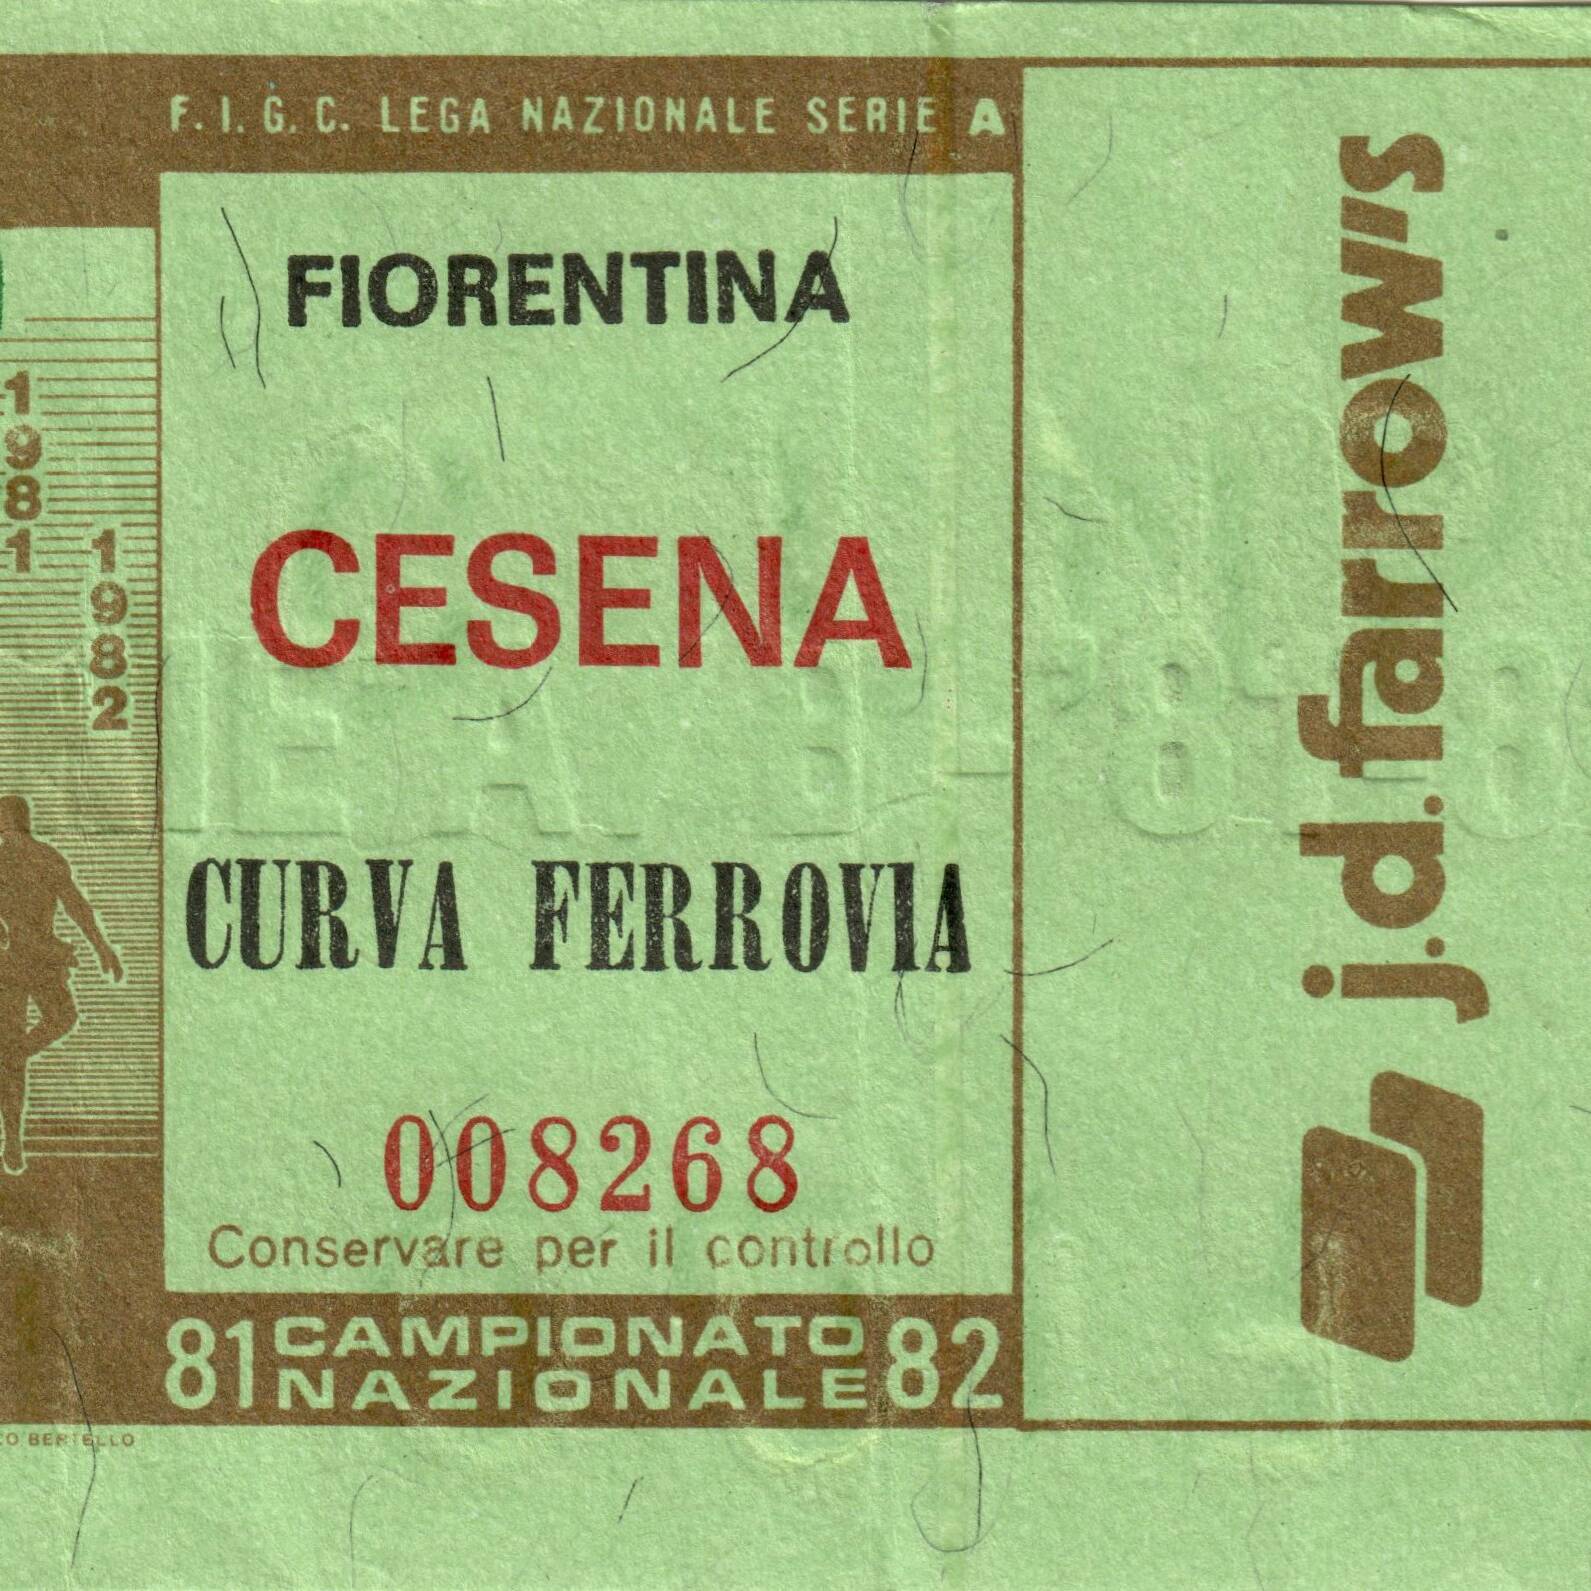 F. I. G. C. LEGA NAZIONALE SERIE A
1981
1982
FIORENTINA
CESENA
CURVA FERROVIA
008268
Conservare per il controllo
81 CAMPIONATO NAZIONALE 82
BERTELLO
j.d.farrow's